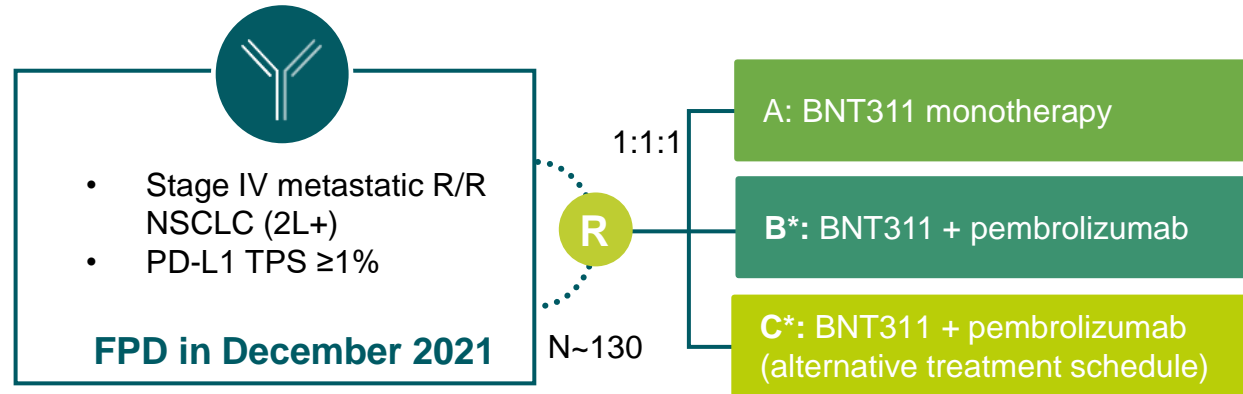 • Stage IV metastatic R/R
NSCLC (2L+)
• PD-L1 TPS ≥1%
FPD in December 2021
1:1:1
R
N~130
A: BNT311 monotherapy
B*: BNT311 + pembrolizumab
C*: BNT311 + pembrolizumab
(alternative treatment schedule)